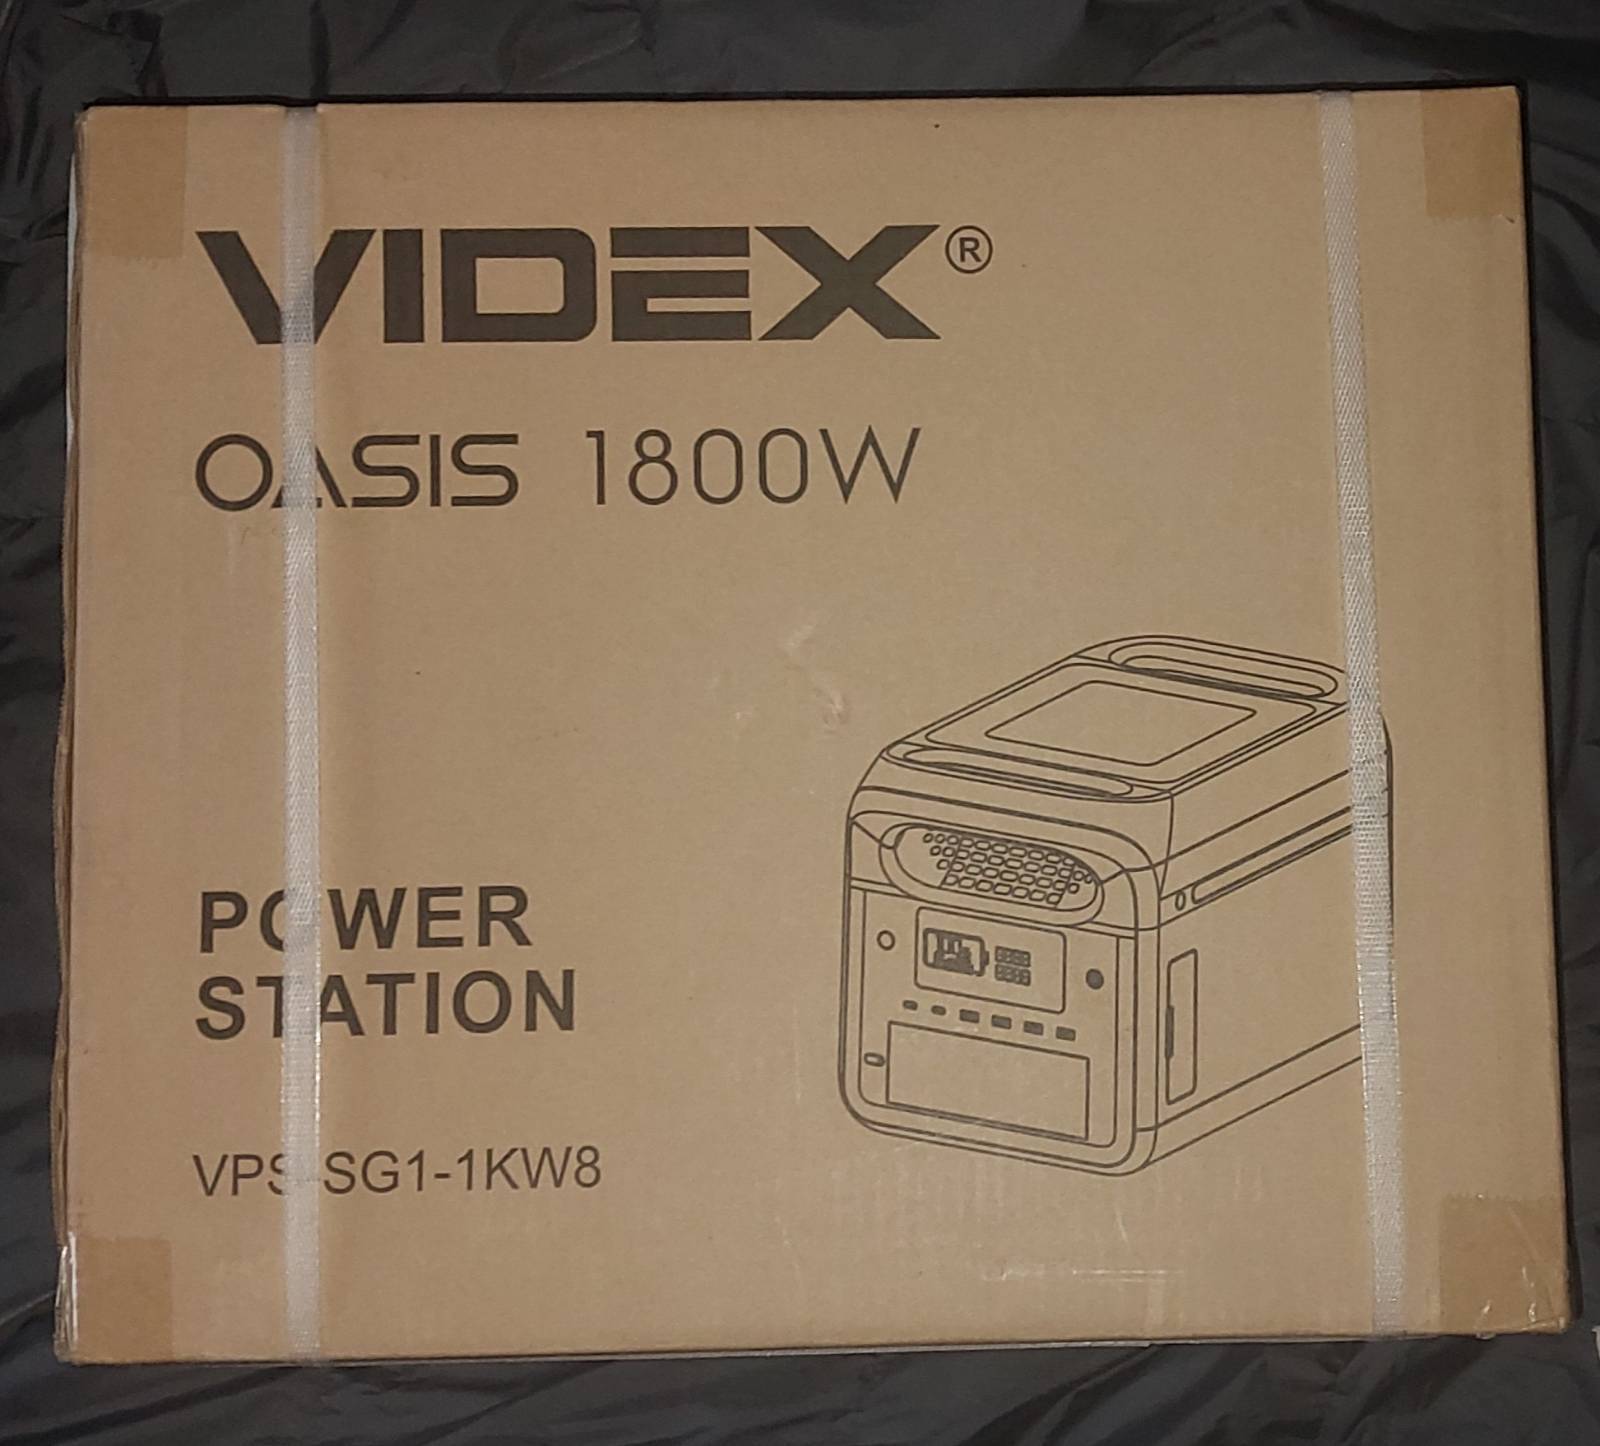 VIDEX®
OASIS 1800W
POWER
STATION
VPS-SG1-1KW8